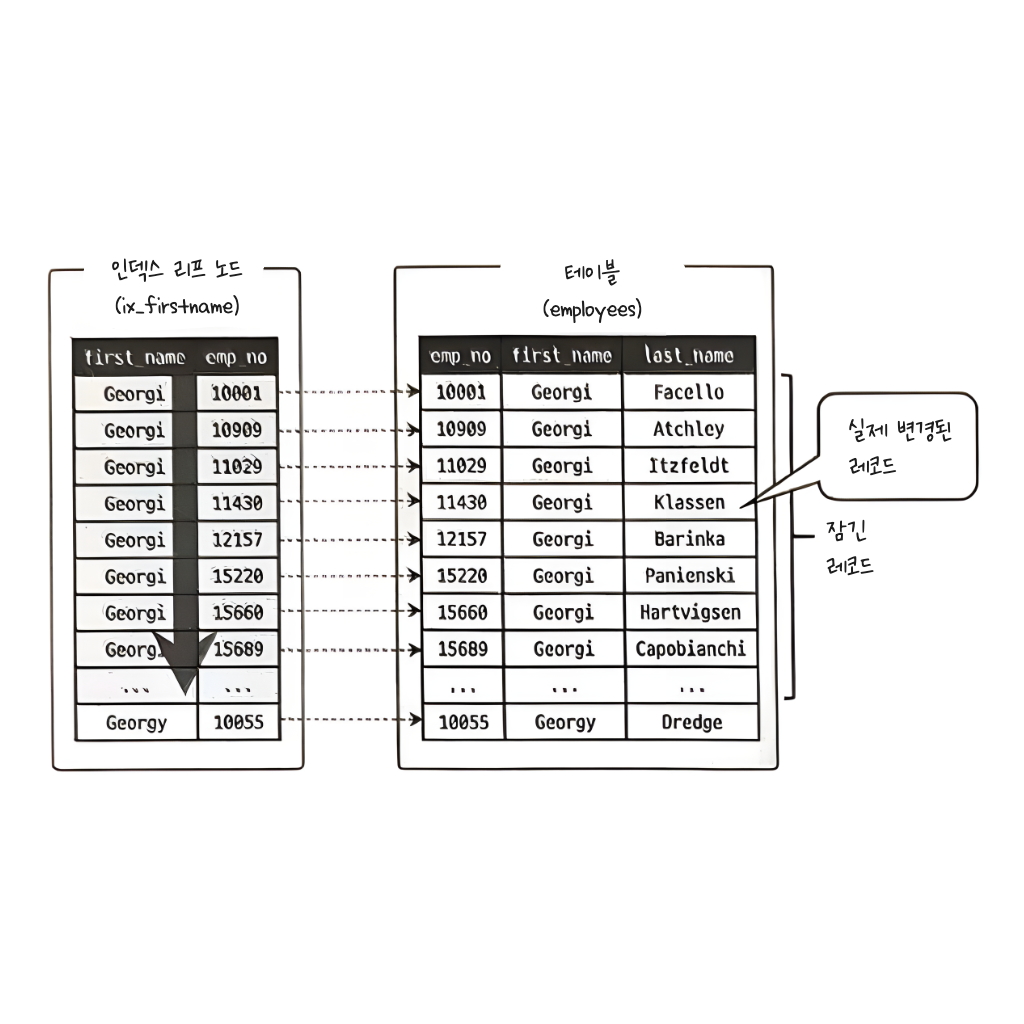 인덱스 리프 노드
(ix_firstname)
first_name emp_no
Georgi 10001
Georgi 10909
Georgi 11029
Georgi 11430
Georgi 12157
Georgi 15220
Georgi 15660
Georgi 15689
... ...
Georgy 10055
테이블
(employees)
emp_no first_name last_name
10001 Georgi Facello
10909 Georgi Atchley
11029 Georgi Itzfeldt
11430 Georgi Klassen
12157 Georgi Barinka
15220 Georgi Panienski
15660 Georgi Hartvigsen
15689 Georgi Capobianchi
... ... ...
10055 Georgy Dredge
실제 변경된
레코드
잠긴
레코드